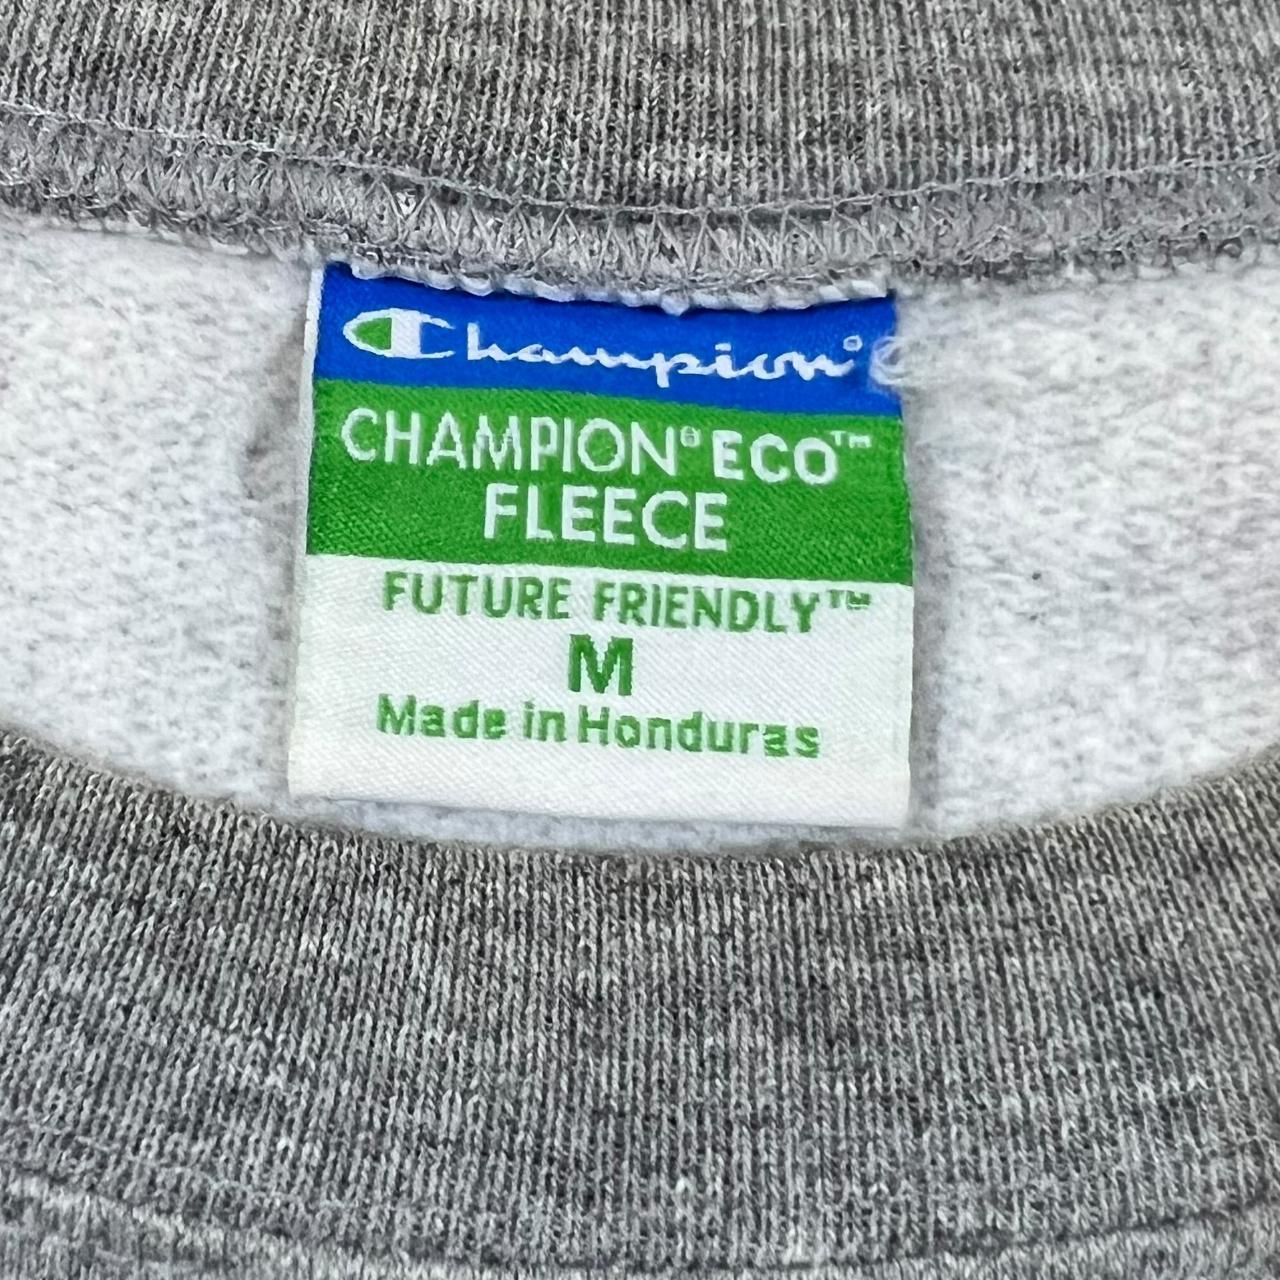 Champion®
CHAMPION® ECO™
FLEECE
FUTURE FRIENDLY™
M
Made in Honduras